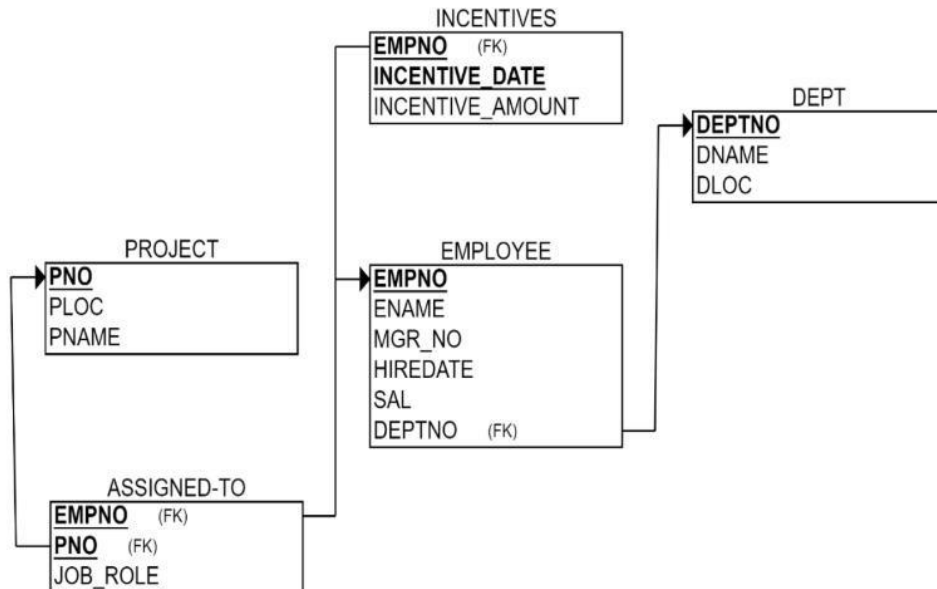 INCENTIVES
EMPNO (FK)
INCENTIVE_DATE
INCENTIVE_AMOUNT
DEPT
DEPTNO
DNAME
DLOC
PROJECT
PNO
PLOC
PNAME
EMPLOYEE
EMPNO
ENAME
MGR_NO
HIREDATE
SAL
DEPTNO (FK)
ASSIGNED-TO
EMPNO (FK)
PNO (FK)
JOB_ROLE